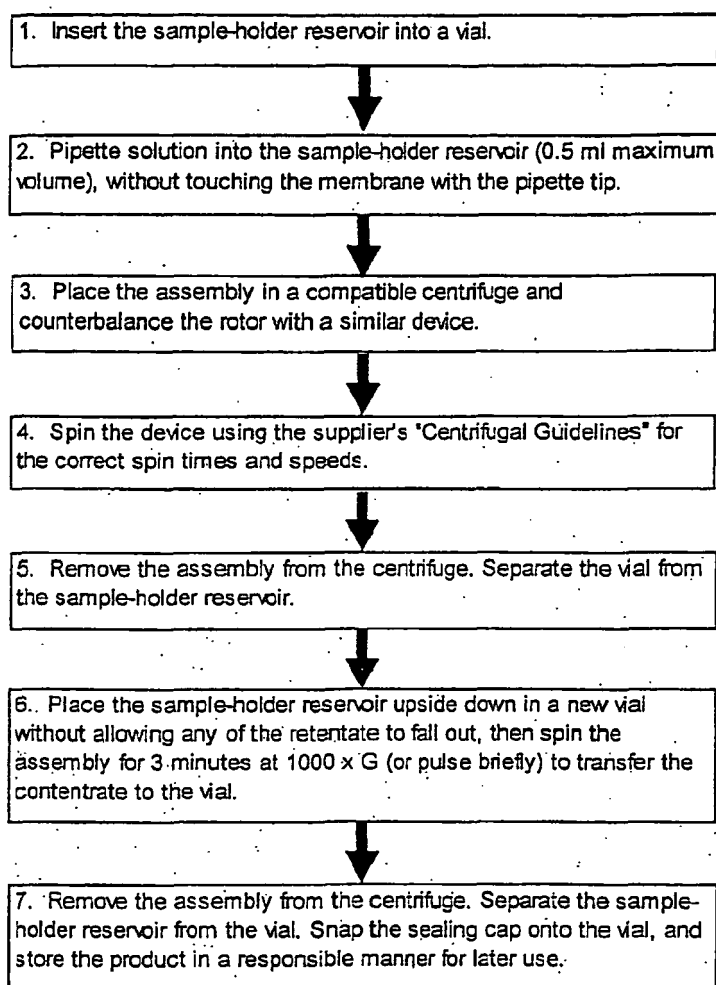 1. Insert the sample-holder reservoir into a vial.
2. Pipette solution into the sample-holder reservoir (0.5 ml maximum
volume), without touching the membrane with the pipette tip.
3. Place the assembly in a compatible centrifuge and
counterbalance the rotor with a similar device.
4. Spin the device using the supplier's "Centrifugal Guidelines" for
the correct spin times and speeds.
5. Remove the assembly from the centrifuge. Separate the vial from
the sample-holder reservoir.
6. Place the sample-holder reservoir upside down in a new vial
without allowing any of the retentate to fall out, then spin the
assembly for 3 minutes at 1000 x G (or pulse briefly) to transfer the
contentrate to the vial.
7. Remove the assembly from the centrifuge. Separate the sample-
holder reservoir from the vial. Snap the sealing cap onto the vial, and
store the product in a responsible manner for later use.